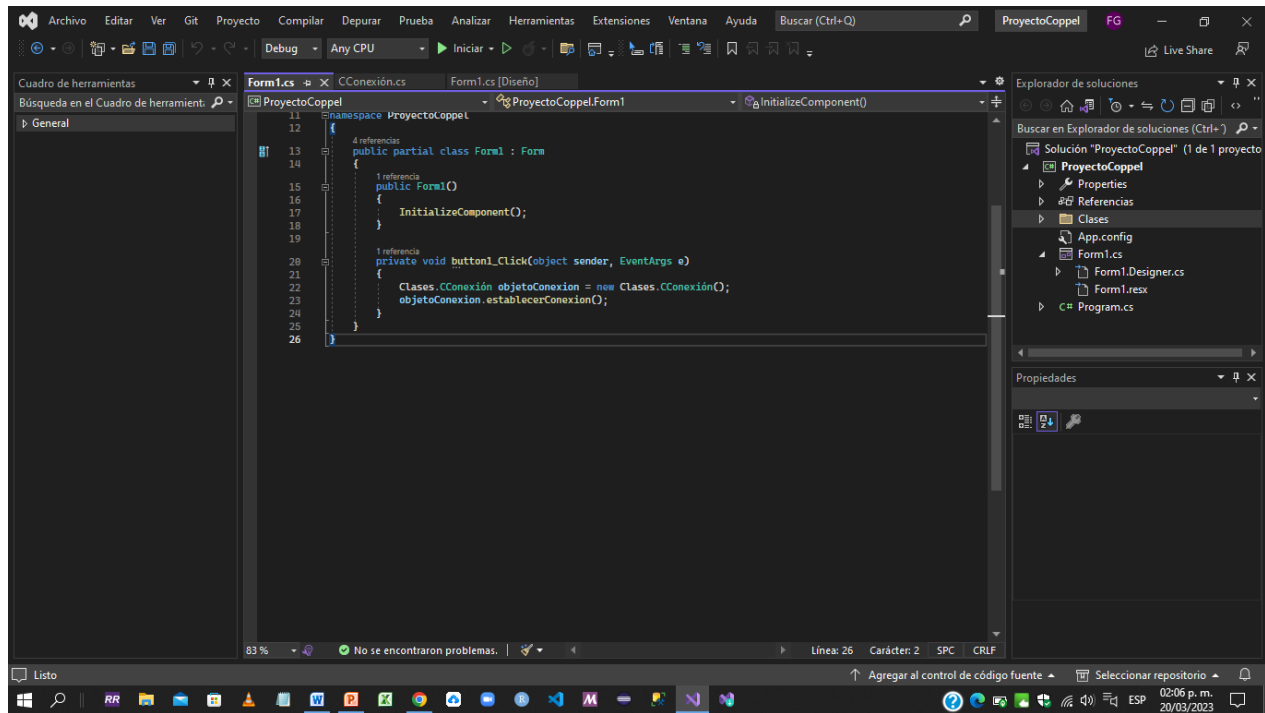 Archivo Editar Ver Git Proyecto Compilar Depurar Prueba Analizar Herramientas Extensiones Ventana Ayuda Buscar (Ctrl+Q) ProyectoCoppel FG
Debug Any CPU Iniciar Live Share
Cuadro de herramientas
Búsqueda en el Cuadro de herramient
General
Form1.cs CConexión.cs Form1.cs [Diseño]
ProyectoCoppel ProyectoCoppel.Form1 InitializeComponent()
11 namespace ProyectoCoppel
12 {
4 referencias
13 public partial class Form1 : Form
14 {
1 referencia
15 public Form1()
16 {
17 InitializeComponent();
18 }
19
1 referencia
20 private void button1_Click(object sender, EventArgs e)
21 {
22 Clases.CConexión objetoConexion = new Clases.CConexión();
23 objetoConexion.establecerConexion();
24 }
25 }
26 }
83 % No se encontraron problemas. Línea: 26 Carácter: 2 SPC CRLF
Explorador de soluciones
Buscar en Explorador de soluciones (Ctrl+´)
Solución "ProyectoCoppel" (1 de 1 proyecto
C# ProyectoCoppel
Properties
Referencias
Clases
App.config
Form1.cs
Form1.Designer.cs
Form1.resx
C# Program.cs
Propiedades
Listo Agregar al control de código fuente Seleccionar repositorio
RR W P X B M ESP 02:06 p. m.
20/03/2023